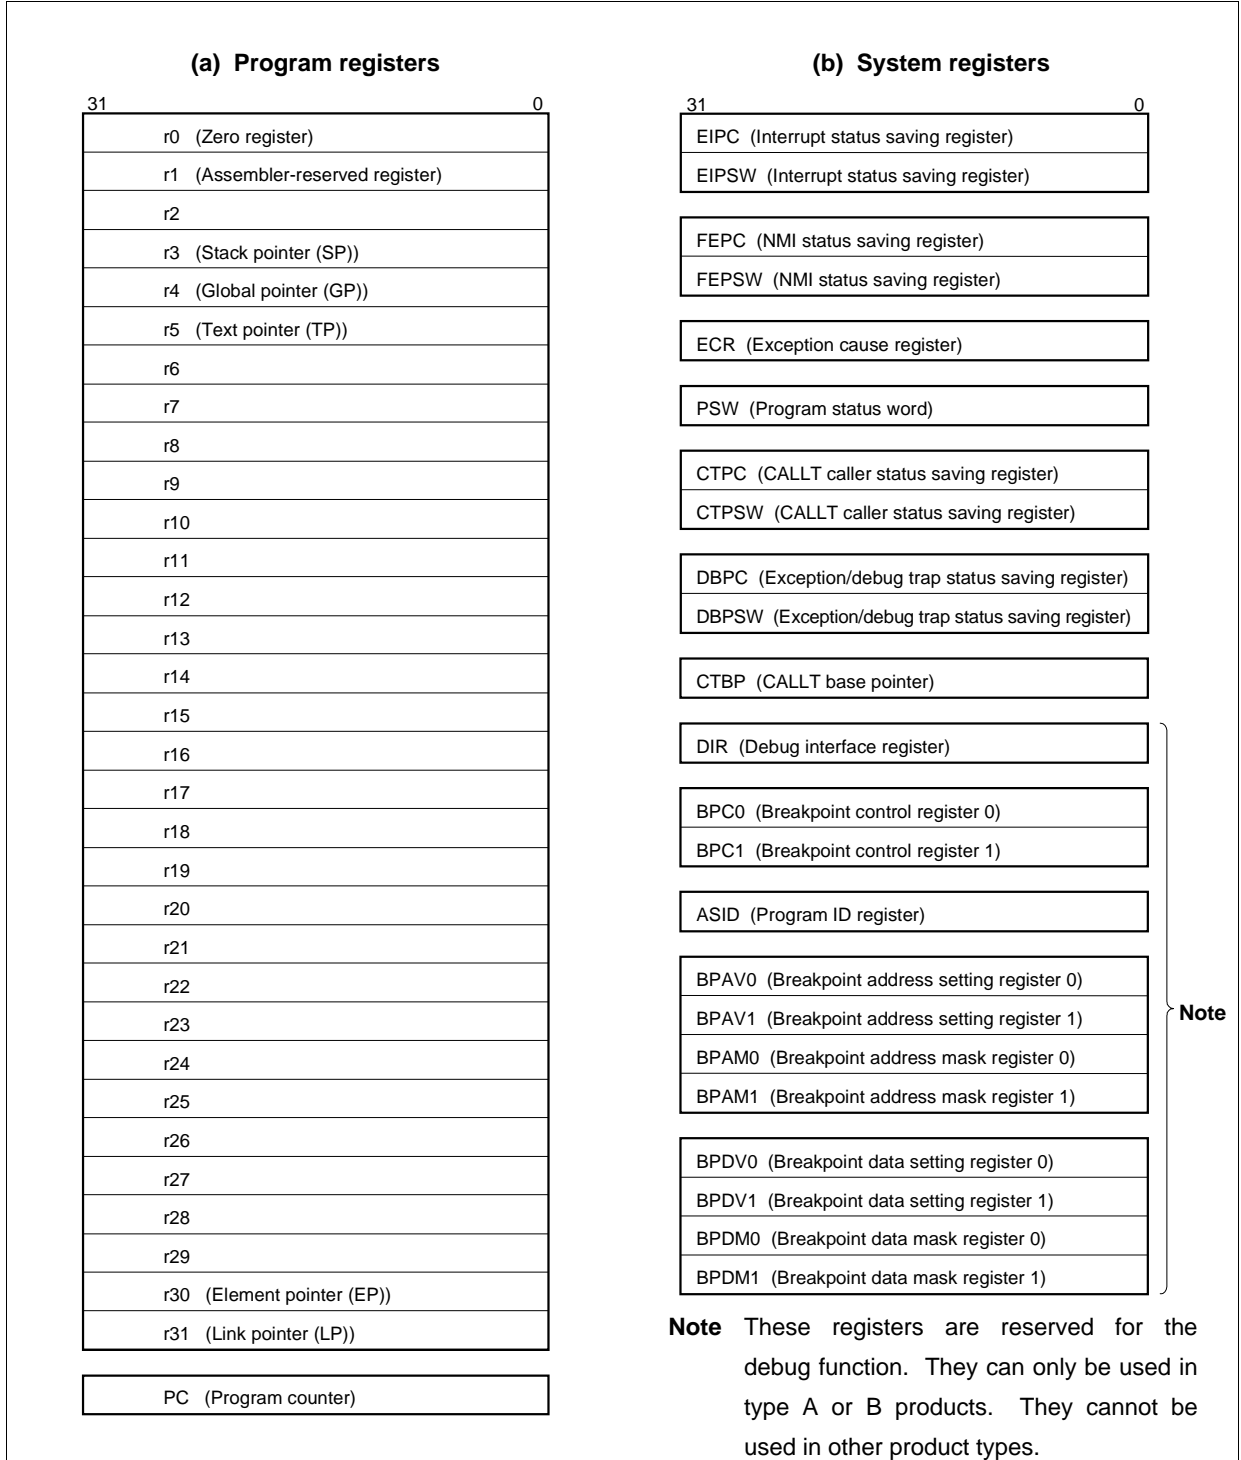 (a) Program registers
31 0
r0 (Zero register)
r1 (Assembler-reserved register)
r2
r3 (Stack pointer (SP))
r4 (Global pointer (GP))
r5 (Text pointer (TP))
r6
r7
r8
r9
r10
r11
r12
r13
r14
r15
r16
r17
r18
r19
r20
r21
r22
r23
r24
r25
r26
r27
r28
r29
r30 (Element pointer (EP))
r31 (Link pointer (LP))
PC (Program counter)
(b) System registers
31 0
EIPC (Interrupt status saving register)
EIPSW (Interrupt status saving register)
FEPC (NMI status saving register)
FEPSW (NMI status saving register)
ECR (Exception cause register)
PSW (Program status word)
CTPC (CALLT caller status saving register)
CTPSW (CALLT caller status saving register)
DBPC (Exception/debug trap status saving register)
DBPSW (Exception/debug trap status saving register)
CTBP (CALLT base pointer)
DIR (Debug interface register)
BPC0 (Breakpoint control register 0)
BPC1 (Breakpoint control register 1)
ASID (Program ID register)
BPAV0 (Breakpoint address setting register 0)
BPAV1 (Breakpoint address setting register 1)
BPAM0 (Breakpoint address mask register 0)
BPAM1 (Breakpoint address mask register 1)
BPDV0 (Breakpoint data setting register 0)
BPDV1 (Breakpoint data setting register 1)
BPDM0 (Breakpoint data mask register 0)
BPDM1 (Breakpoint data mask register 1)
Note
Note These registers are reserved for the
debug function. They can only be used in
type A or B products. They cannot be
used in other product types.